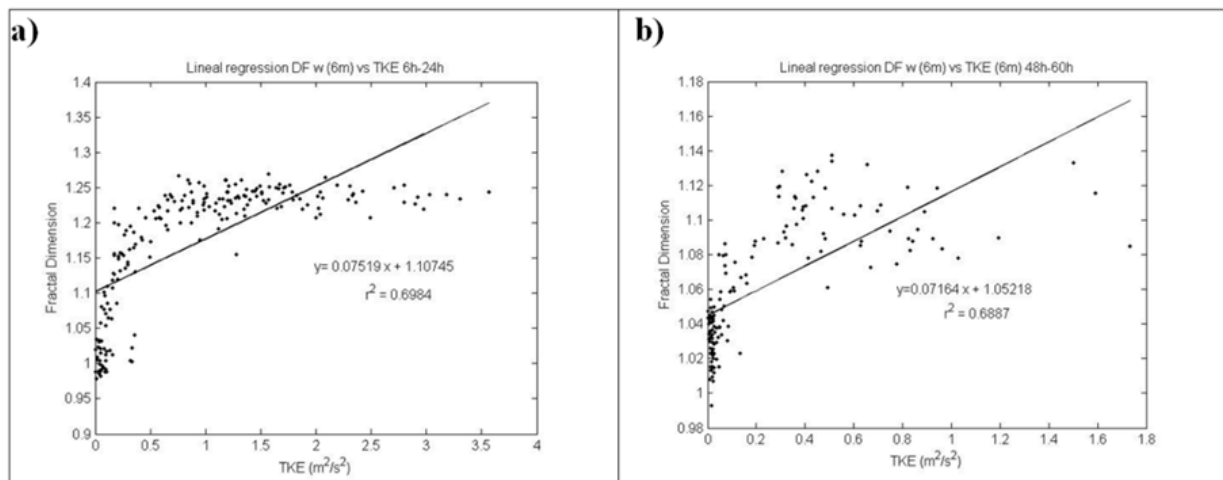 a)
Lineal regression DF w (6m) vs TKE 6h-24h
Fractal Dimension
1.4
1.35
1.3
1.25
1.2
1.15
1.1
1.05
1
0.95
0.9
y= 0.07519 x + 1.10745
r² = 0.6984
0 0.5 1 1.5 2 2.5 3 3.5 4
TKE (m²/s²)
b)
Lineal regression DF w (6m) vs TKE (6m) 48h-60h
Fractal Dimension
1.18
1.16
1.14
1.12
1.1
1.08
1.06
1.04
1.02
1
0.98
y=0.07164 x + 1.05218
r² = 0.6887
0 0.2 0.4 0.6 0.8 1 1.2 1.4 1.6 1.8
TKE (m²/s²)